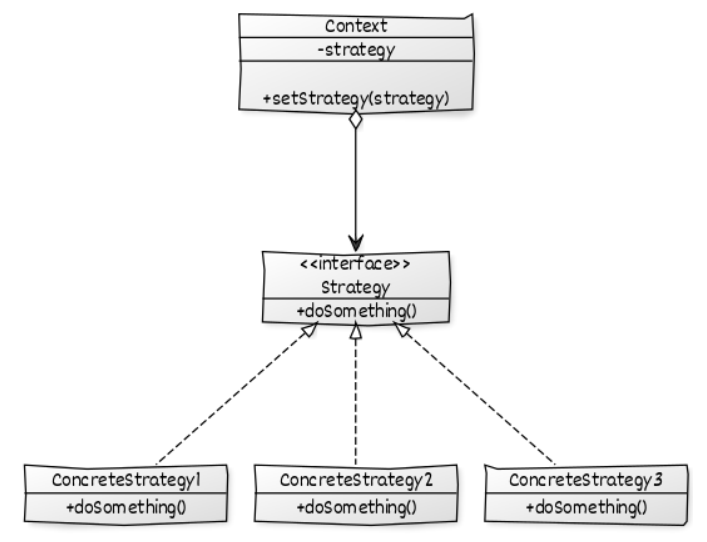 Context
-strategy
+setStrategy(strategy)
<<interface>>
Strategy
+doSomething()
ConcreteStrategy1
+doSomething()
ConcreteStrategy2
+doSomething()
ConcreteStrategy3
+doSomething()